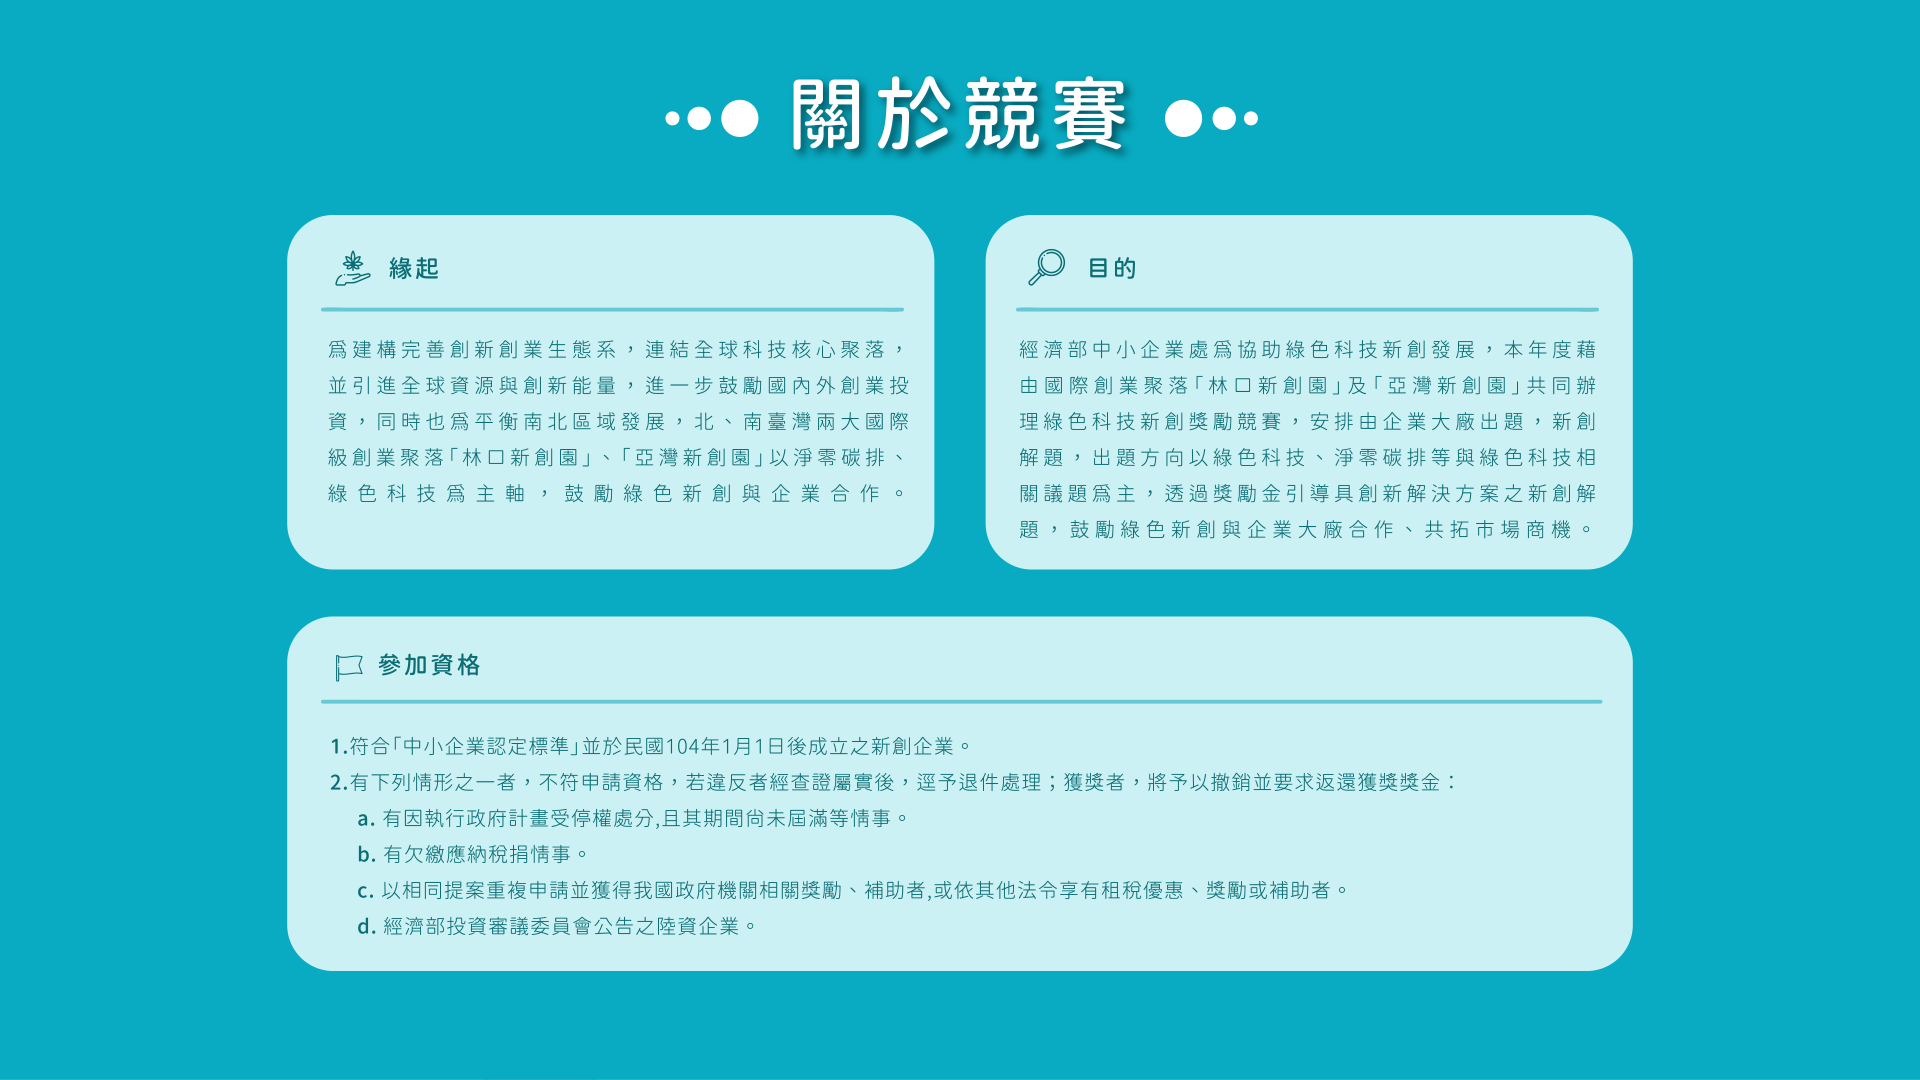 關於競賽
緣起
為建構完善創新創業生態系，連結全球科技核心聚落，
並引進全球資源與創新能量，進一步鼓勵國內外創業投
資，同時也為平衡南北區域發展，北、南臺灣兩大國際
級創業聚落「林口新創園」、「亞灣新創園」以淨零碳排、
綠色科技為主軸，鼓勵綠色新創與企業合作。
目的
經濟部中小企業處為協助綠色科技新創發展，本年度藉
由國際創業聚落「林口新創園」及「亞灣新創園」共同辦
理綠色科技新創獎勵競賽，安排由企業大廠出題，新創
解題，出題方向以綠色科技、淨零碳排等與綠色科技相
關議題為主，透過獎勵金引導具創新解決方案之新創解
題，鼓勵綠色新創與企業大廠合作、共拓市場商機。
參加資格
1.符合「中小企業認定標準」並於民國104年1月1日後成立之新創企業。
2.有下列情形之一者，不符申請資格，若違反者經查證屬實後，逕予退件處理；獲獎者，將予以撤銷並要求返還獲獎獎金：
a. 有因執行政府計畫受停權處分,且其期間尚未屆滿等情事。
b. 有欠繳應納稅捐情事。
c. 以相同提案重複申請並獲得我國政府機關相關獎勵、補助者,或依其他法令享有租稅優惠、獎勵或補助者。
d. 經濟部投資審議委員會公告之陸資企業。